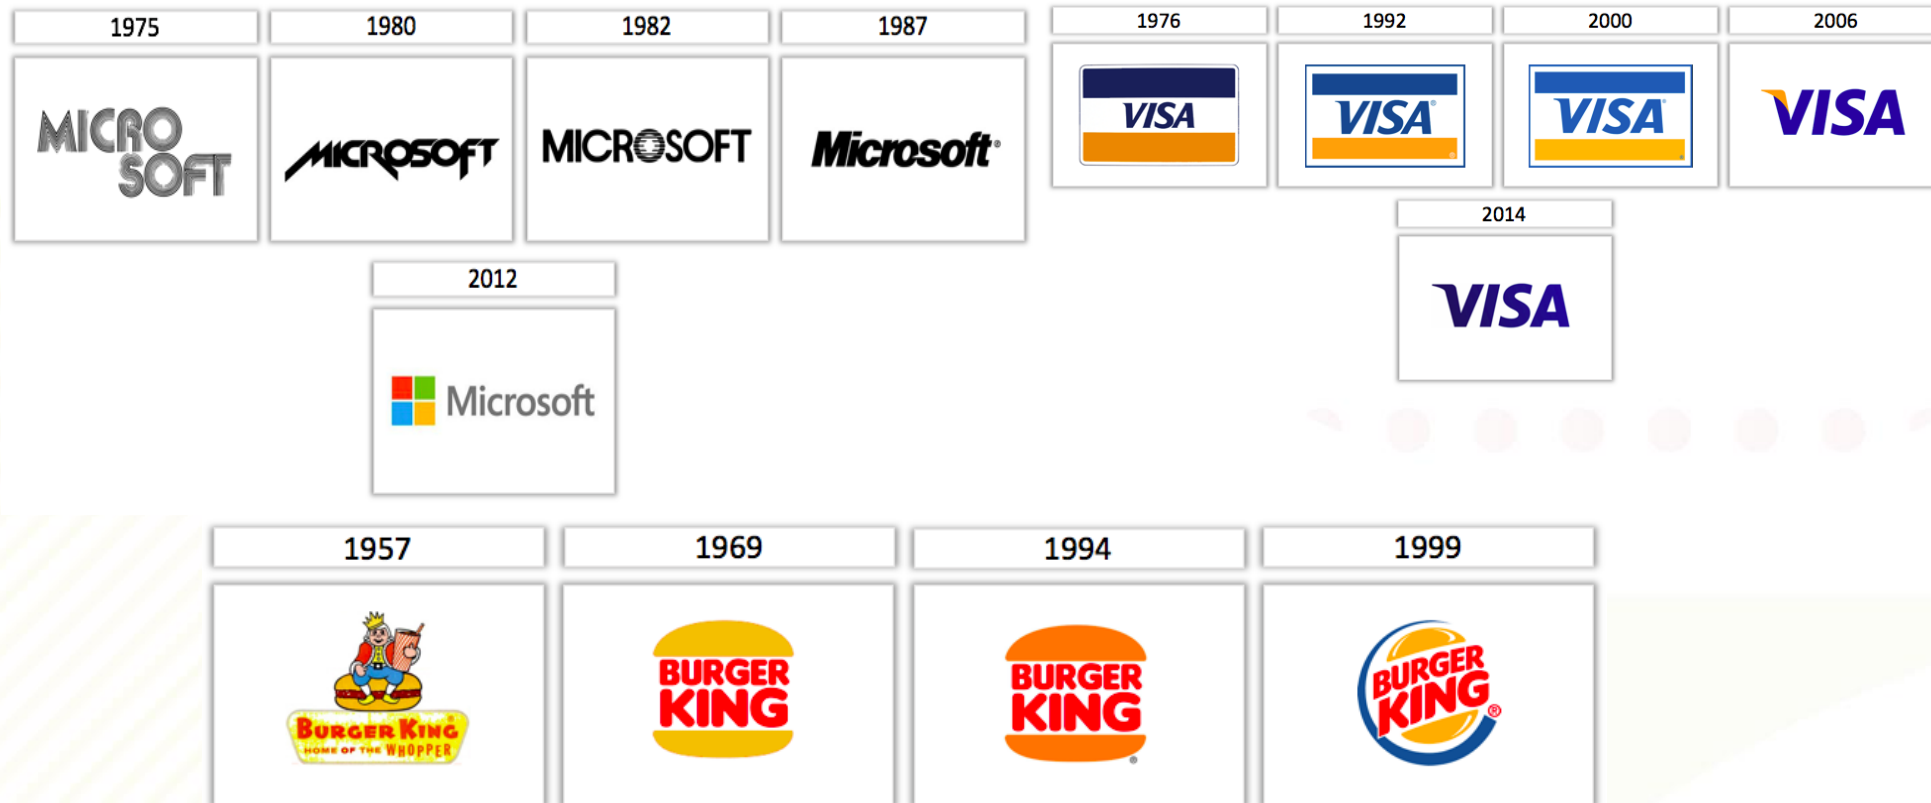 1975
1980
1982
1987
MICRO
SOFT
MICROSOFT
MICROSOFT
Microsoft®
2012
Microsoft
1976
1992
2000
2006
VISA
VISA®
®
VISA®
VISA
2014
VISA
1957
1969
1994
1999
BURGER KING®
HOME OF THE WHOPPER
BURGER
KING
BURGER
KING
®
BURGER
KING®